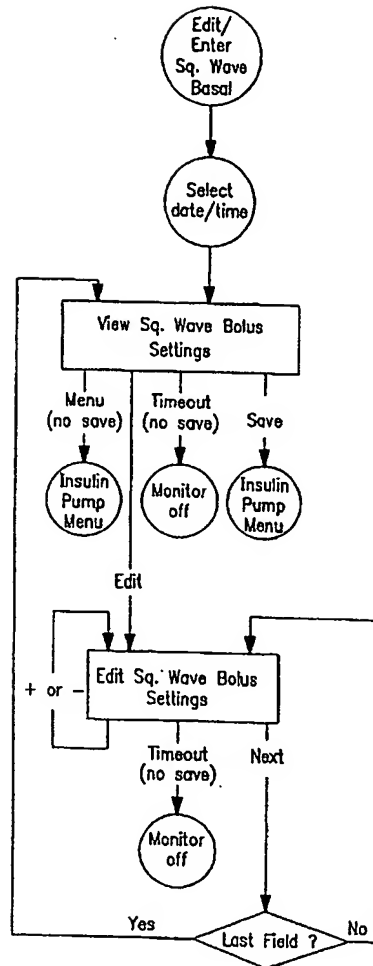 Edit/
Enter
Sq. Wave
Basal
Select
date/time
View Sq. Wave Bolus
Settings
Menu
(no save)
Timeout
(no save)
Save
Insulin
Pump
Menu
Monitor
off
Insulin
Pump
Menu
Edit
+ or -
Edit Sq. Wave Bolus
Settings
Timeout
(no save)
Next
Monitor
off
Yes
Last Field ?
No